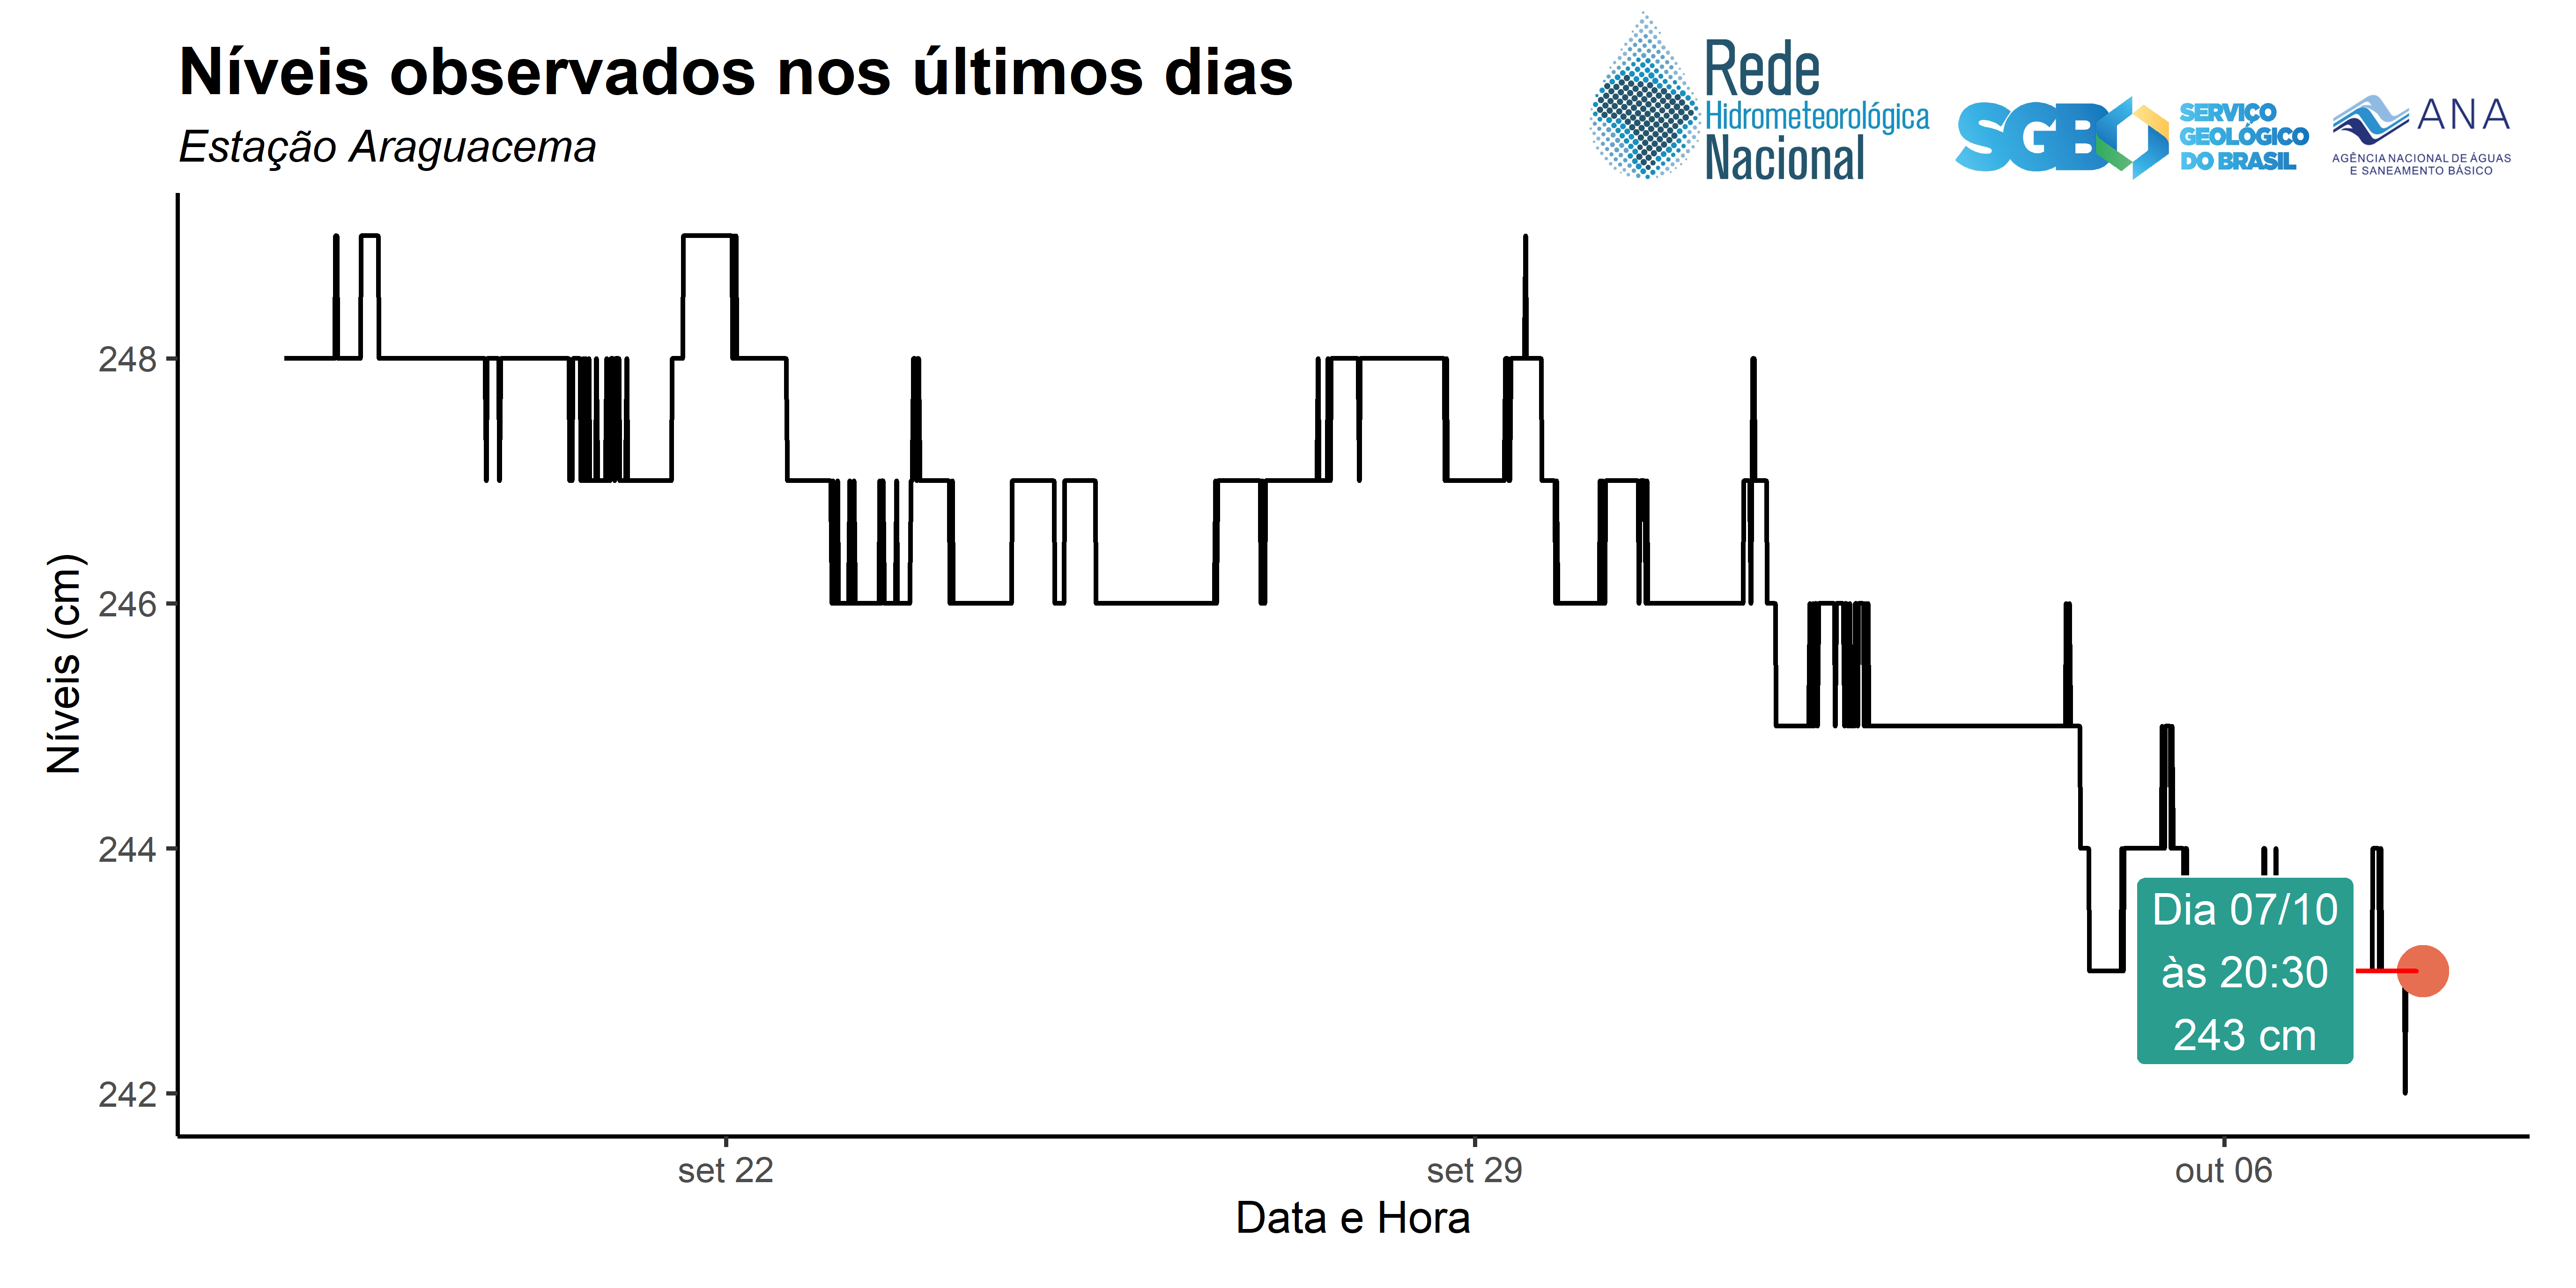 Níveis observados nos últimos dias
Estação Araguacema
Rede
Hidrometeorológica
Nacional
SGB
SERVIÇO
GEOLÓGICO
DO BRASIL
ANA
AGÊNCIA NACIONAL DE ÁGUAS
E SANEAMENTO BÁSICO
Níveis (cm)
248
246
244
242
Dia 07/10
às 20:30
243 cm
set 22
set 29
out 06
Data e Hora